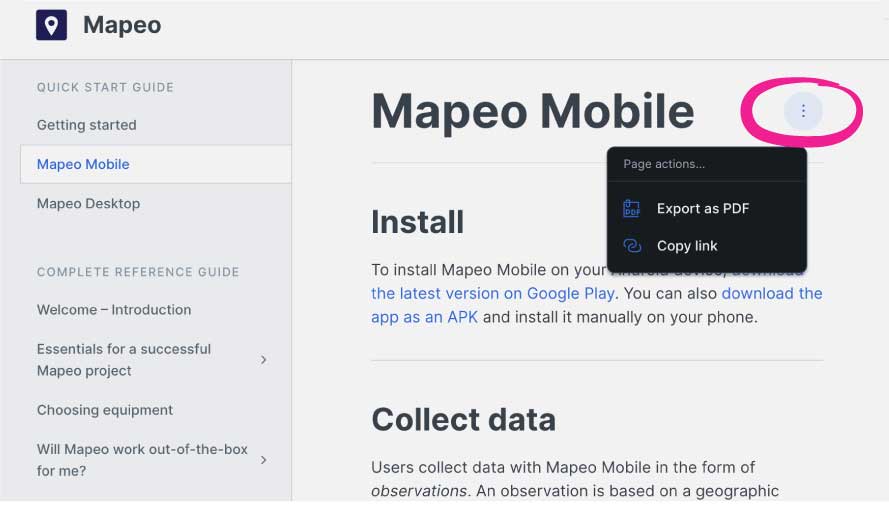 Mapeo
QUICK START GUIDE
Getting started
Mapeo Mobile
Mapeo Desktop
COMPLETE REFERENCE GUIDE
Welcome – Introduction
Essentials for a successful
Mapeo project
Choosing equipment
Will Mapeo work out-of-the-box
for me?
Mapeo Mobile
Page actions...
PDF
Export as PDF
Copy link
Install
To install Mapeo Mobile on your Android device, download
the latest version on Google Play. You can also download the
app as an APK and install it manually on your phone.
Collect data
Users collect data with Mapeo Mobile in the form of
observations. An observation is based on a geographic